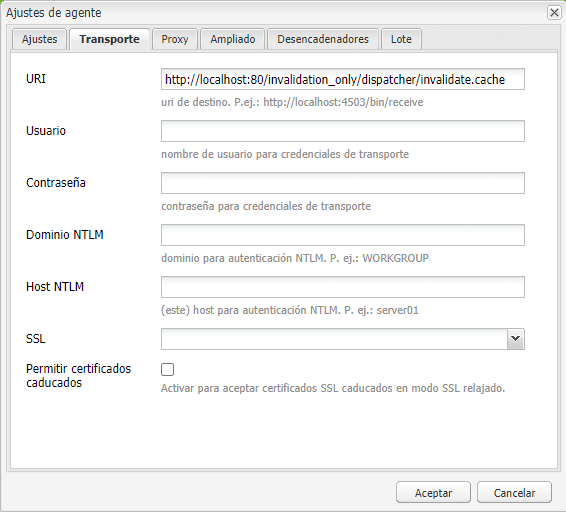 Ajustes de agente
Ajustes Transporte Proxy Ampliado Desencadenadores Lote
URI http://localhost:80/invalidation_only/dispatcher/invalidate.cache
uri de destino. P.ej.: http://localhost:4503/bin/receive
Usuario
nombre de usuario para credenciales de transporte
Contraseña
contraseña para credenciales de transporte
Dominio NTLM
dominio para autenticación NTLM. P. ej.: WORKGROUP
Host NTLM
(este) host para autenticación NTLM. P. ej.: server01
SSL
Permitir certificados
caducados
Activar para aceptar certificados SSL caducados en modo SSL relajado.
Aceptar Cancelar